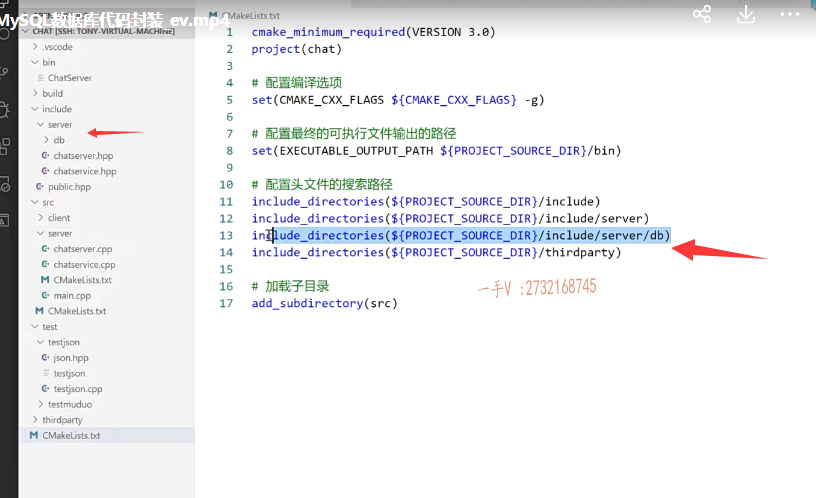 MySQL数据库代码封装_ev.mp4
CMakeLists.txt
CHAT [SSH: TONY-VIRTUAL-MACHINE]
.vscode
bin
ChatServer
build
include
server
db
chatserver.hpp
chatservice.hpp
public.hpp
src
client
server
chatserver.cpp
chatservice.cpp
CMakeLists.txt
main.cpp
CMakeLists.txt
test
testjson
json.hpp
testjson
testjson.cpp
testmuduo
thirdparty
CMakeLists.txt
1 cmake_minimum_required(VERSION 3.0)
2 project(chat)
3
4 # 配置编译选项
5 set(CMAKE_CXX_FLAGS ${CMAKE_CXX_FLAGS} -g)
6
7 # 配置最终的可执行文件输出的路径
8 set(EXECUTABLE_OUTPUT_PATH ${PROJECT_SOURCE_DIR}/bin)
9
10 # 配置头文件的搜索路径
11 include_directories(${PROJECT_SOURCE_DIR}/include)
12 include_directories(${PROJECT_SOURCE_DIR}/include/server)
13 include_directories(${PROJECT_SOURCE_DIR}/include/server/db)
14 include_directories(${PROJECT_SOURCE_DIR}/thirdparty)
15
16 # 加载子目录
17 add_subdirectory(src)
一手V :2732168745